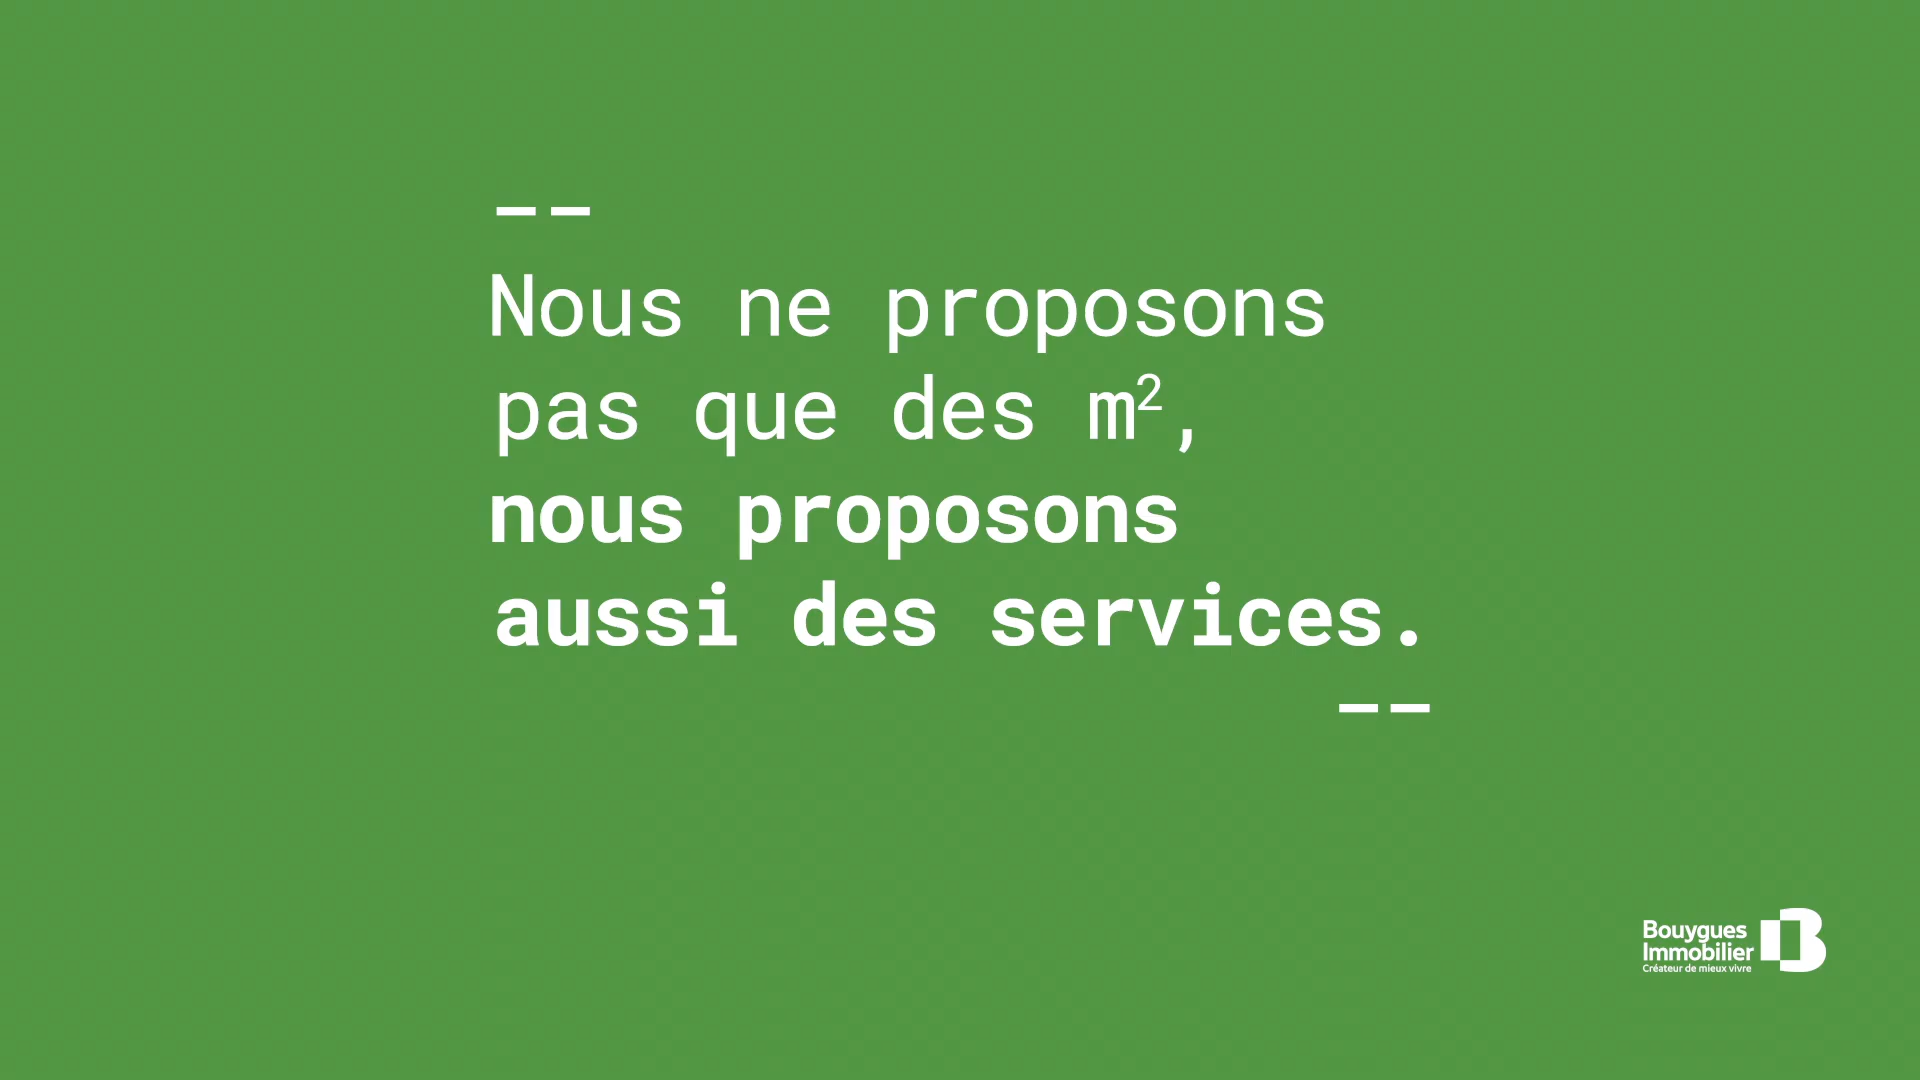 Nous ne proposons
pas que des m²,
nous proposons
aussi des services.
Bouygues
Immobilier
Créateur de mieux vivre